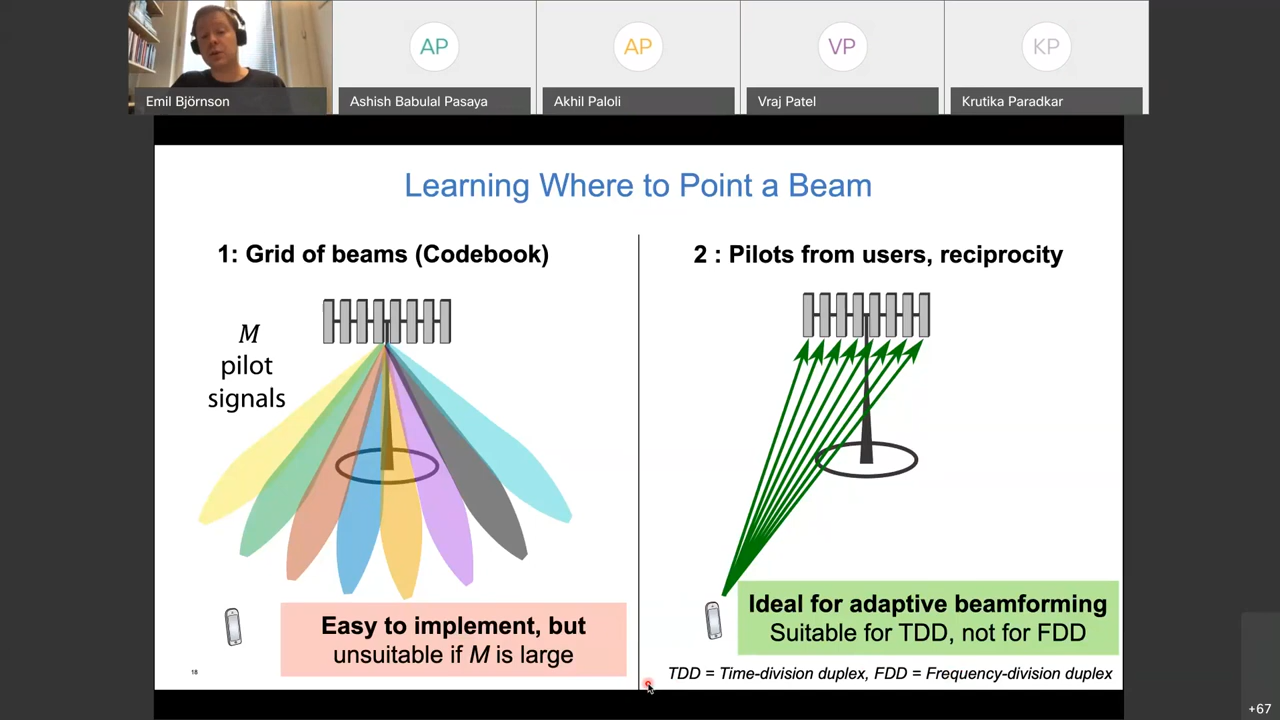 AP
AP
VP
KP
Emil Björnson
Ashish Babulal Pasaya
Akhil Paloli
Vraj Patel
Krutika Paradkar
Learning Where to Point a Beam
1: Grid of beams (Codebook)
M
pilot
signals
Easy to implement, but
unsuitable if M is large
18
2 : Pilots from users, reciprocity
Ideal for adaptive beamforming
Suitable for TDD, not for FDD
TDD = Time-division duplex, FDD = Frequency-division duplex
+67